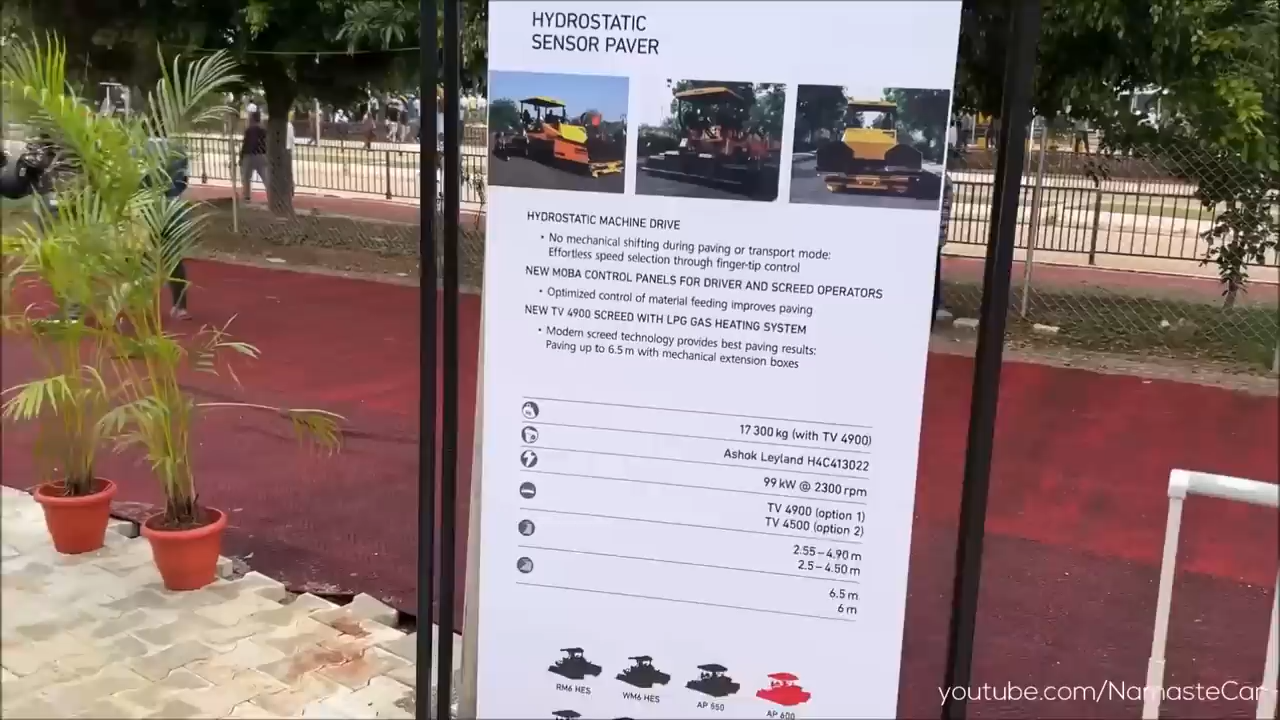 HYDROSTATIC
SENSOR PAVER
HYDROSTATIC MACHINE DRIVE
• No mechanical shifting during paving or transport mode:
Effortless speed selection through finger-tip control
NEW MOBA CONTROL PANELS FOR DRIVER AND SCREED OPERATORS
• Optimized control of material feeding improves paving
NEW TV 4900 SCREED WITH LPG GAS HEATING SYSTEM
• Modern screed technology provides best paving results:
Paving up to 6.5 m with mechanical extension boxes
17 300 kg (with TV 4900)
Ashok Leyland H4C413022
99 kW @ 2300 rpm
TV 4900 (option 1)
TV 4500 (option 2)
2.55 – 4.90 m
2.5 – 4.50 m
6.5 m
6 m
RM6 HES WM6 HES AP 550 AP 600
youtube.com/NamasteCar